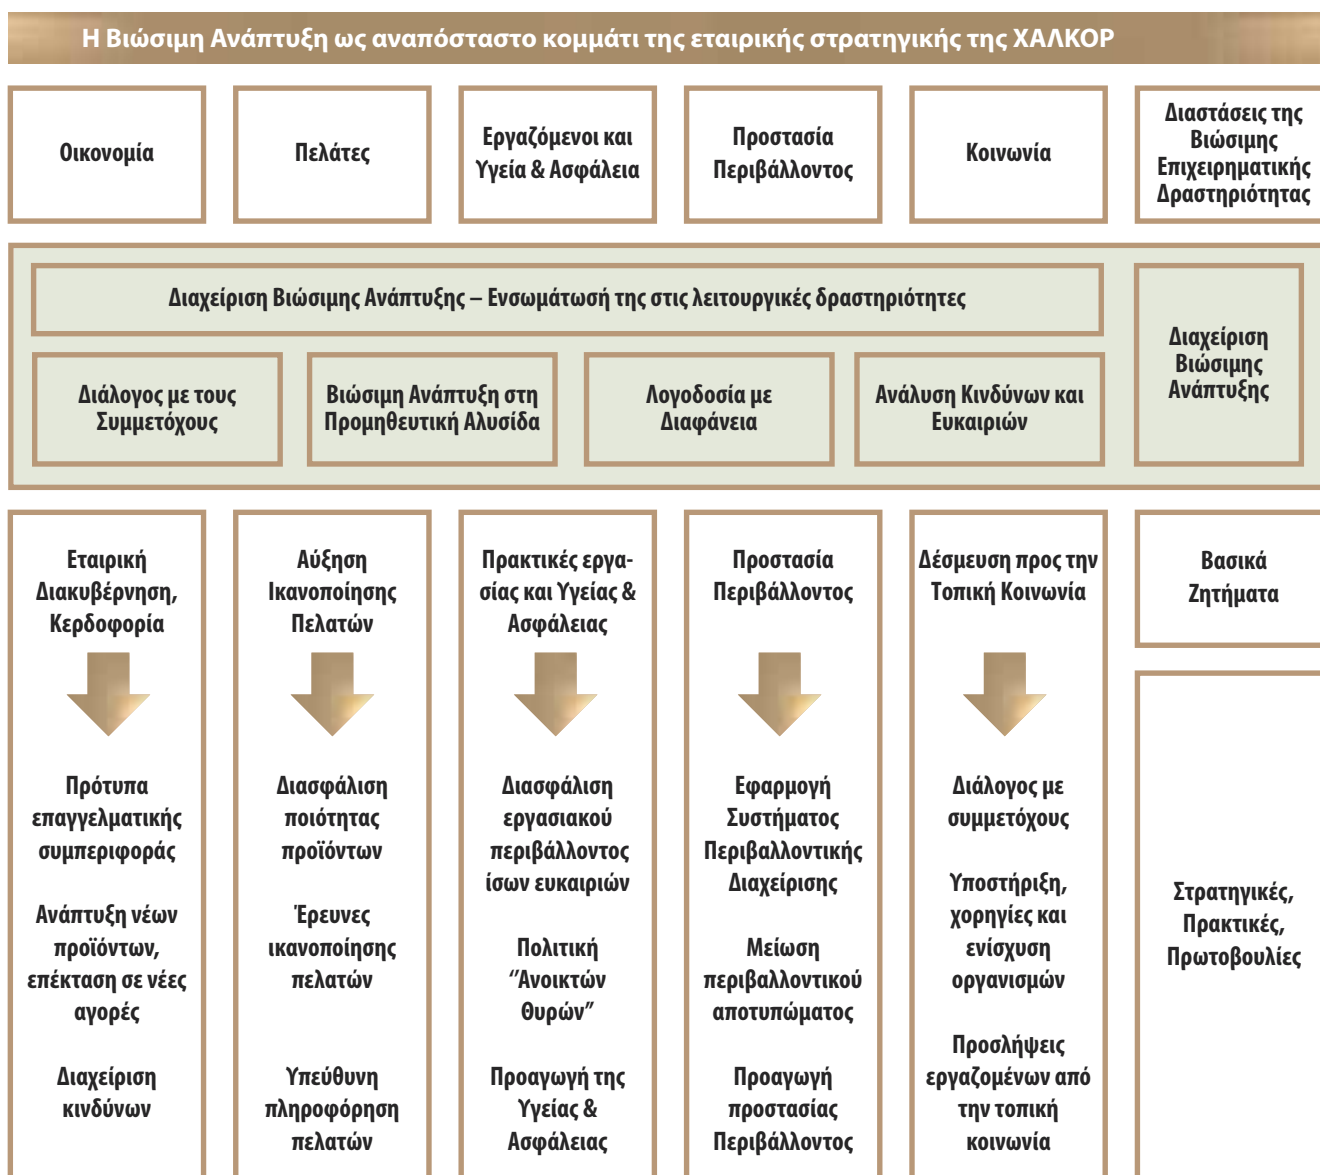 Η Βιώσιμη Ανάπτυξη ως αναπόσταστο κομμάτι της εταιρικής στρατηγικής της ΧΑΛΚΟΡ
Οικονομία
Πελάτες
Εργαζόμενοι και
Υγεία & Ασφάλεια
Προστασία
Περιβάλλοντος
Κοινωνία
Διαστάσεις της
Βιώσιμης
Επιχειρηματικής
Δραστηριότητας
Διαχείριση Βιώσιμης Ανάπτυξης – Ενσωμάτωσή της στις λειτουργικές δραστηριότητες
Διάλογος με τους
Συμμετόχους
Βιώσιμη Ανάπτυξη στη
Προμηθευτική Αλυσίδα
Λογοδοσία με
Διαφάνεια
Ανάλυση Κινδύνων και
Ευκαιριών
Διαχείριση
Βιώσιμης
Ανάπτυξης
Εταιρική
Διακυβέρνηση,
Κερδοφορία
Πρότυπα
επαγγελματικής
συμπεριφοράς
Ανάπτυξη νέων
προϊόντων,
επέκταση σε νέες
αγορές
Διαχείριση
κινδύνων
Αύξηση
Ικανοποίησης
Πελατών
Διασφάλιση
ποιότητας
προϊόντων
Έρευνες
ικανοποίησης
πελατών
Υπεύθυνη
πληροφόρηση
πελατών
Πρακτικές εργα-
σίας και Υγείας &
Ασφάλειας
Διασφάλιση
εργασιακού
περιβάλλοντος
ίσων ευκαιριών
Πολιτική
“Ανοικτών
Θυρών”
Προαγωγή της
Υγείας &
Ασφάλειας
Προστασία
Περιβάλλοντος
Εφαρμογή
Συστήματος
Περιβαλλοντικής
Διαχείρισης
Μείωση
περιβαλλοντικού
αποτυπώματος
Προαγωγή
προστασίας
Περιβάλλοντος
Δέσμευση προς την
Τοπική Κοινωνία
Διάλογος με
συμμετόχους
Υποστήριξη,
χορηγίες και
ενίσχυση
οργανισμών
Προσλήψεις
εργαζομένων από
την τοπική
κοινωνία
Βασικά
Ζητήματα
Στρατηγικές,
Πρακτικές,
Πρωτοβουλίες